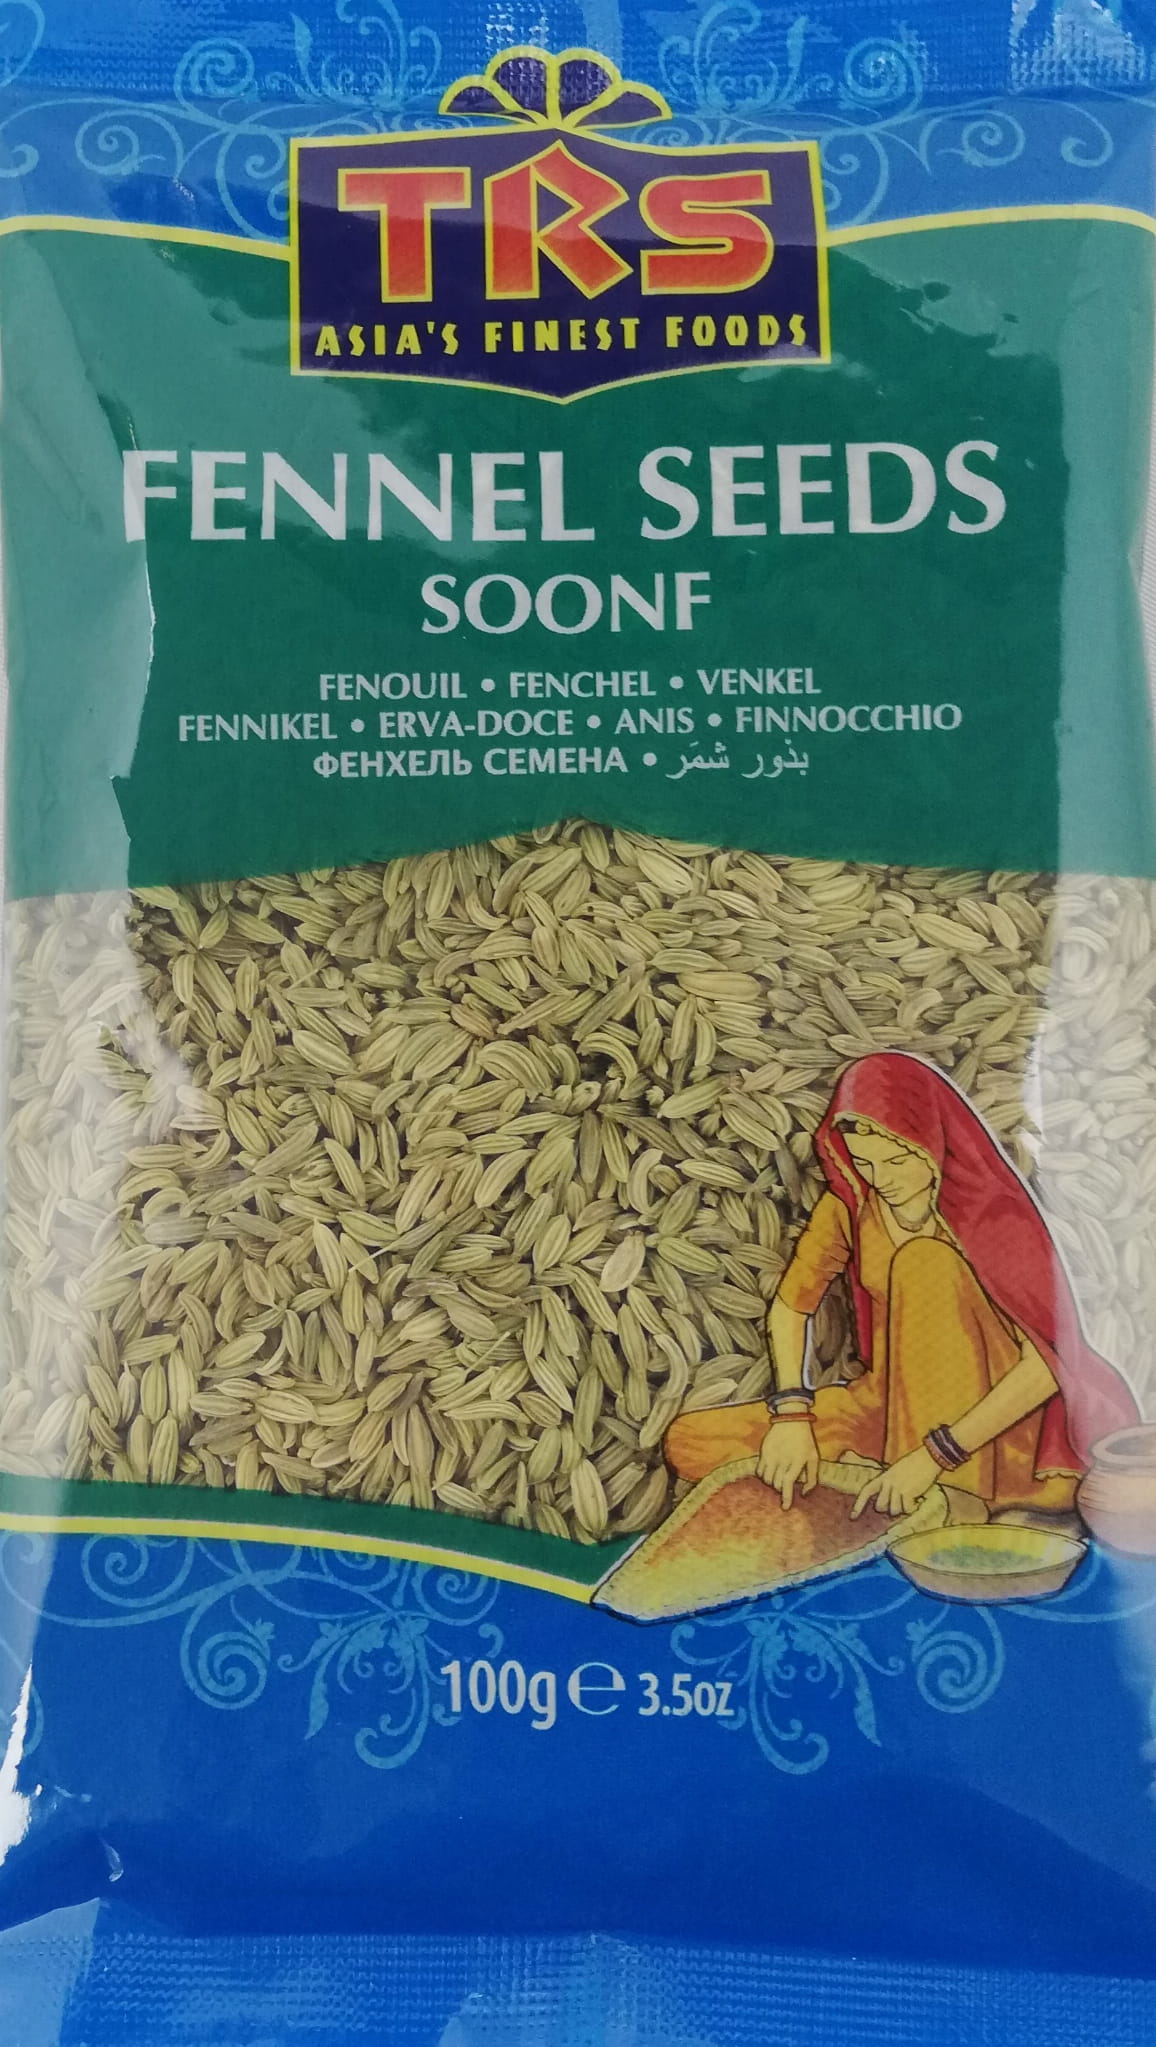 TRS
ASIA'S FINEST FOODS
FENNEL SEEDS
SOONF
FENOUIL • FENCHEL • VENKEL
FENNIKEL • ERVA-DOCE • ANIS • FINNOCCHIO
ФЕНХЕЛЬ СЕМЕНА • بذور شمَر
100g ℮ 3.5oz